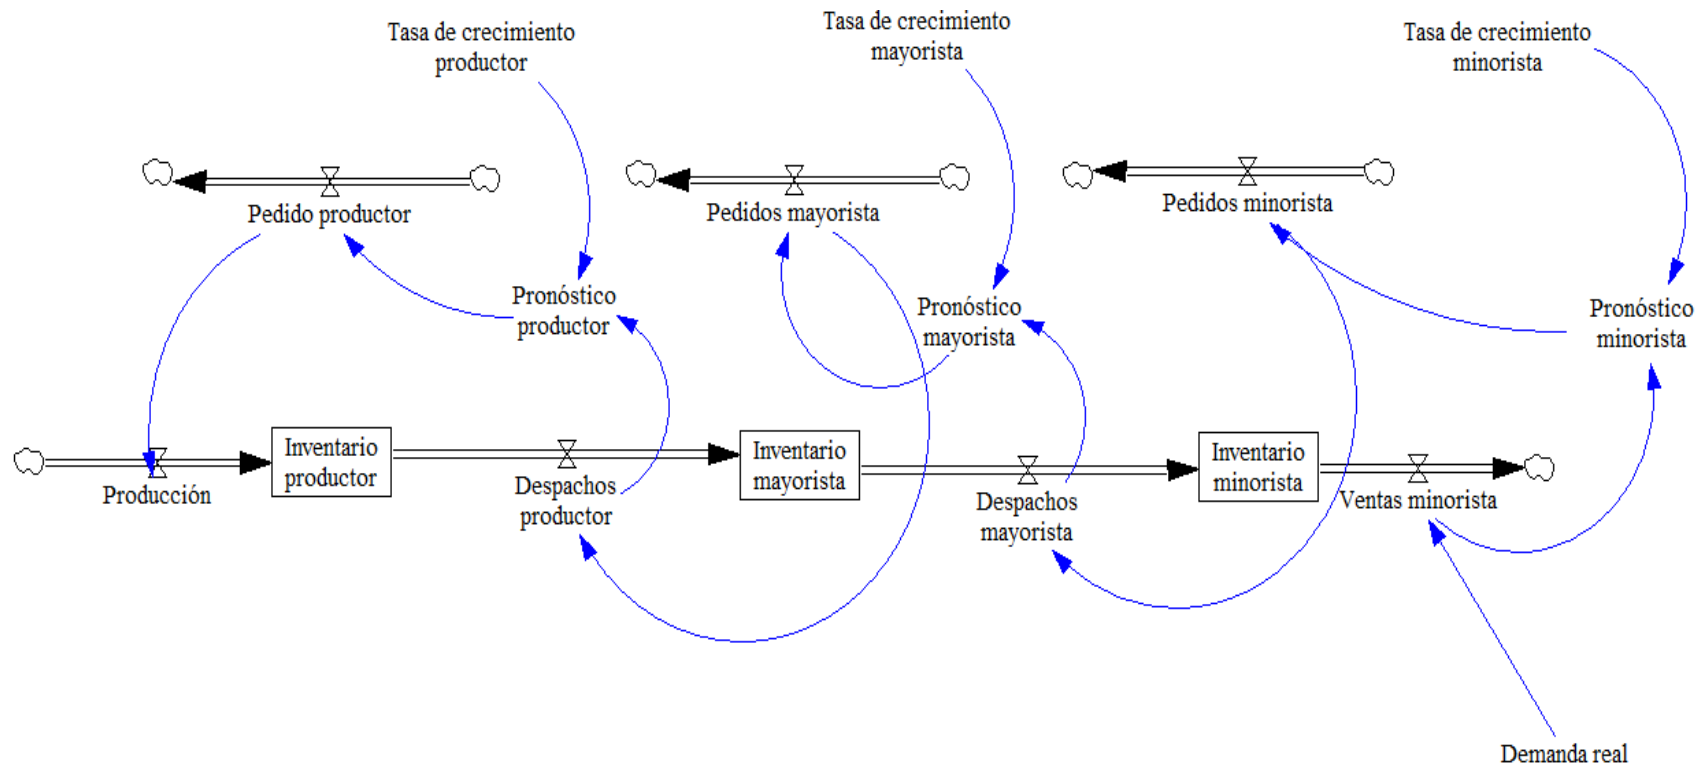 Tasa de crecimiento
productor
Tasa de crecimiento
mayorista
Tasa de crecimiento
minorista
Pedido productor
Pedidos mayorista
Pedidos minorista
Pronóstico
productor
Pronóstico
mayorista
Pronóstico
minorista
Producción
Inventario
productor
Despachos
productor
Inventario
mayorista
Despachos
mayorista
Inventario
minorista
Ventas minorista
Demanda real